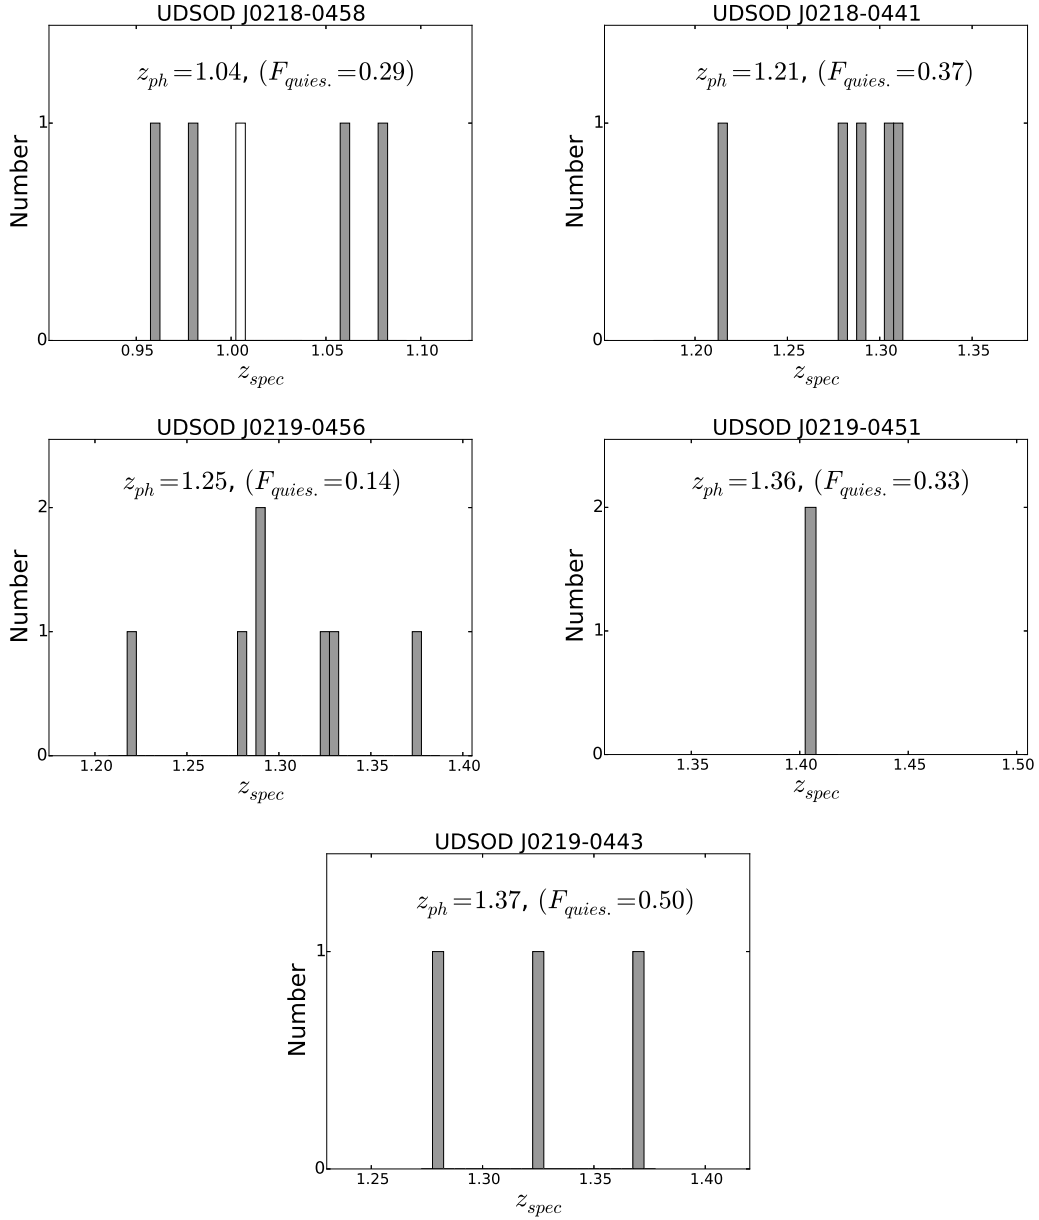 UDSOD J0218-0458
z_ph=1.04, (F_quies.=0.29)
Number
1
0
0.95 1.00 1.05 1.10
z_spec
UDSOD J0218-0441
z_ph=1.21, (F_quies.=0.37)
Number
1
0
1.20 1.25 1.30 1.35
z_spec
UDSOD J0219-0456
z_ph=1.25, (F_quies.=0.14)
Number
2
1
0
1.20 1.25 1.30 1.35 1.40
z_spec
UDSOD J0219-0451
z_ph=1.36, (F_quies.=0.33)
Number
2
1
0
1.35 1.40 1.45 1.50
z_spec
UDSOD J0219-0443
z_ph=1.37, (F_quies.=0.50)
Number
1
0
1.25 1.30 1.35 1.40
z_spec